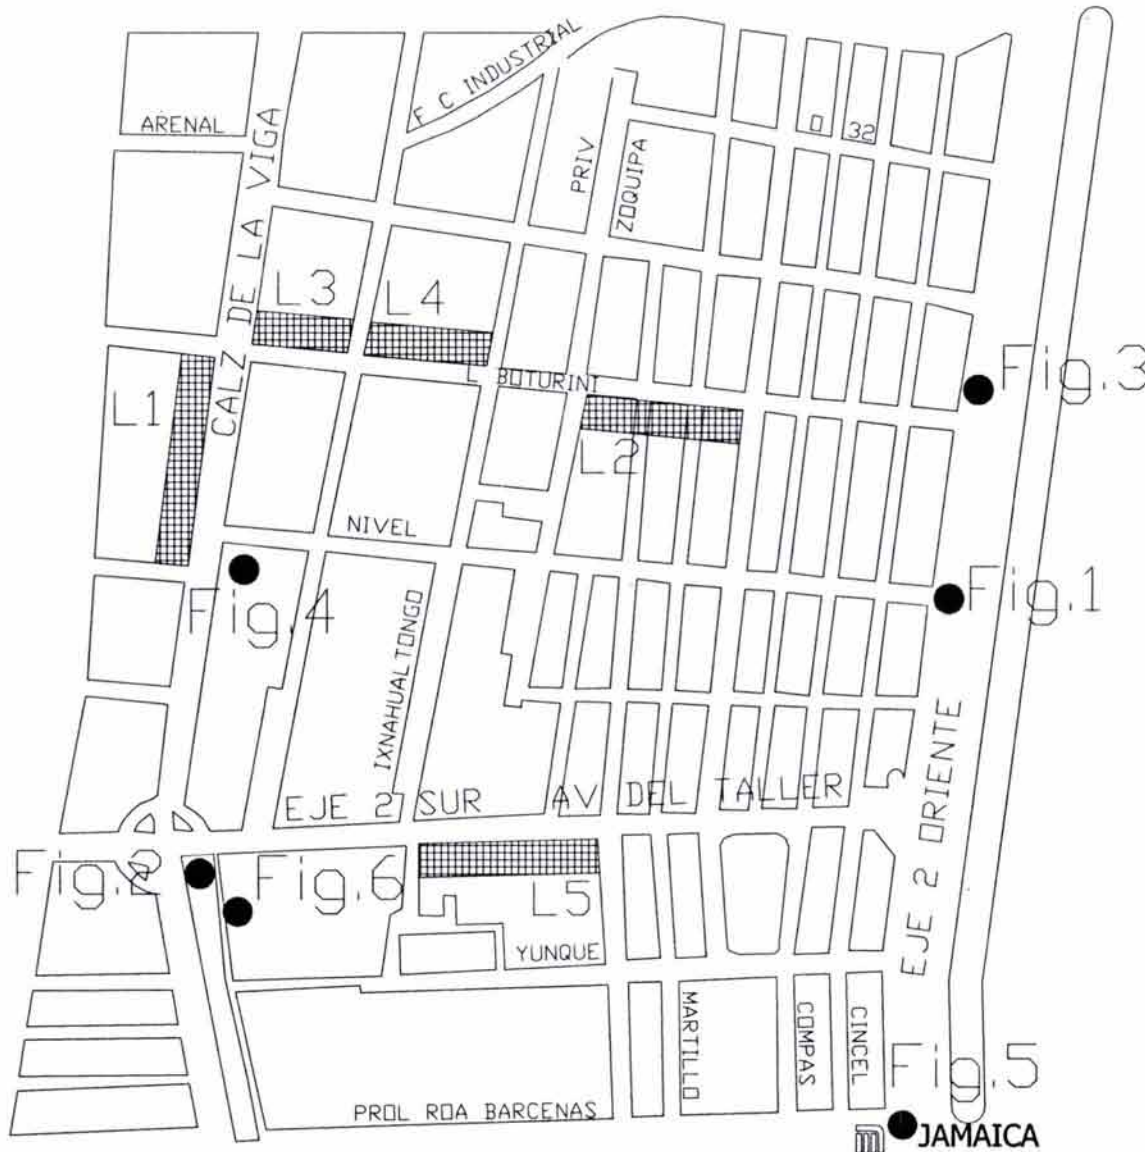 F C INDUSTRIAL
ARENAL
CALZ DE LA VIGA
PRIV
ZOQUIPA
32
L3
L4
Fig.3
L BOTURINI
L1
L2
NIVEL
Fig.4
Fig.1
IXNAHUALTONGO
EJE 2 SUR AV DEL TALLER
EJE 2 ORIENTE
Fig.2
Fig.6
L5
YUNQUE
MARTILLO
COMPAS
CINCEL
Fig.5
PROL ROA BARCENAS
JAMAICA